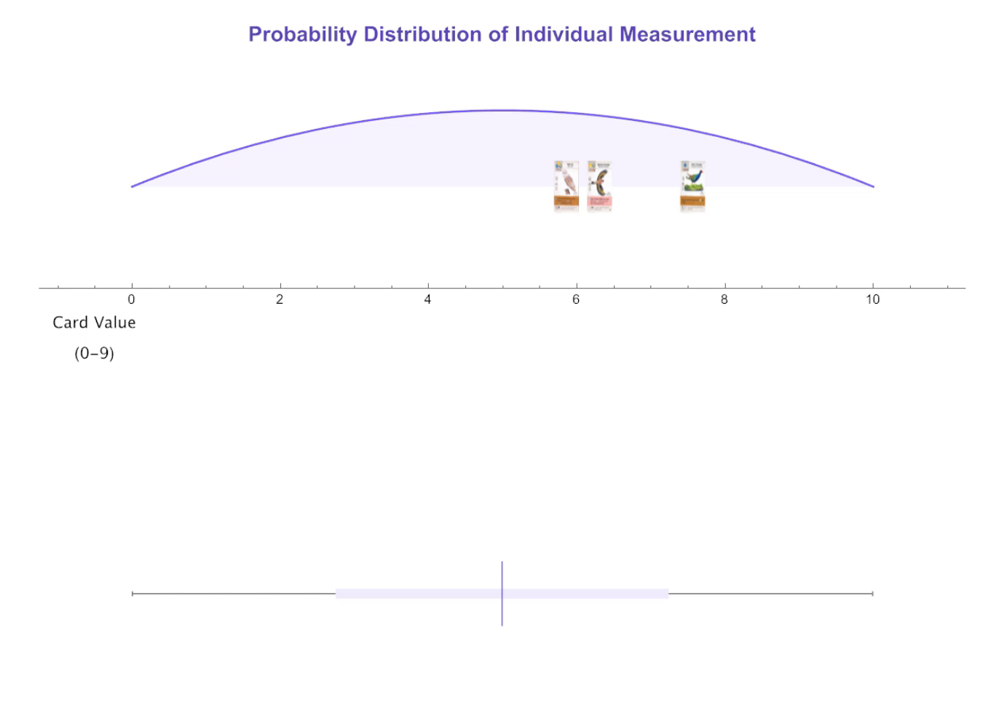 Probability Distribution of Individual Measurement
0 2 4 6 8 10
Card Value
(0–9)